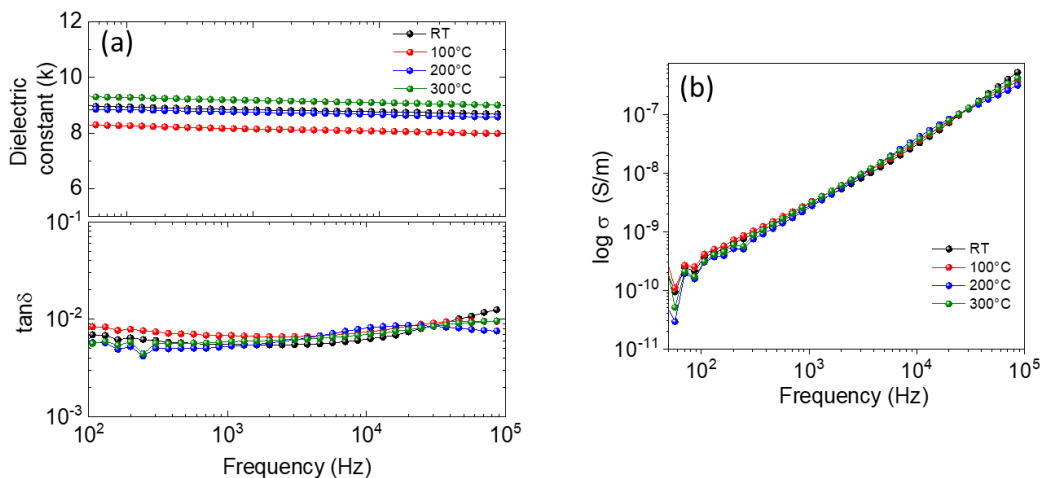 (a)
RT
100°C
200°C
300°C
12
10
8
6
Dielectric
constant (k)
10⁻¹
10⁻²
10⁻³
tanδ
10² 10³ 10⁴ 10⁵
Frequency (Hz)
(b)
10⁻⁷
10⁻⁸
10⁻⁹
10⁻¹⁰
10⁻¹¹
log σ (S/m)
RT
100°C
200°C
300°C
10² 10³ 10⁴ 10⁵
Frequency (Hz)